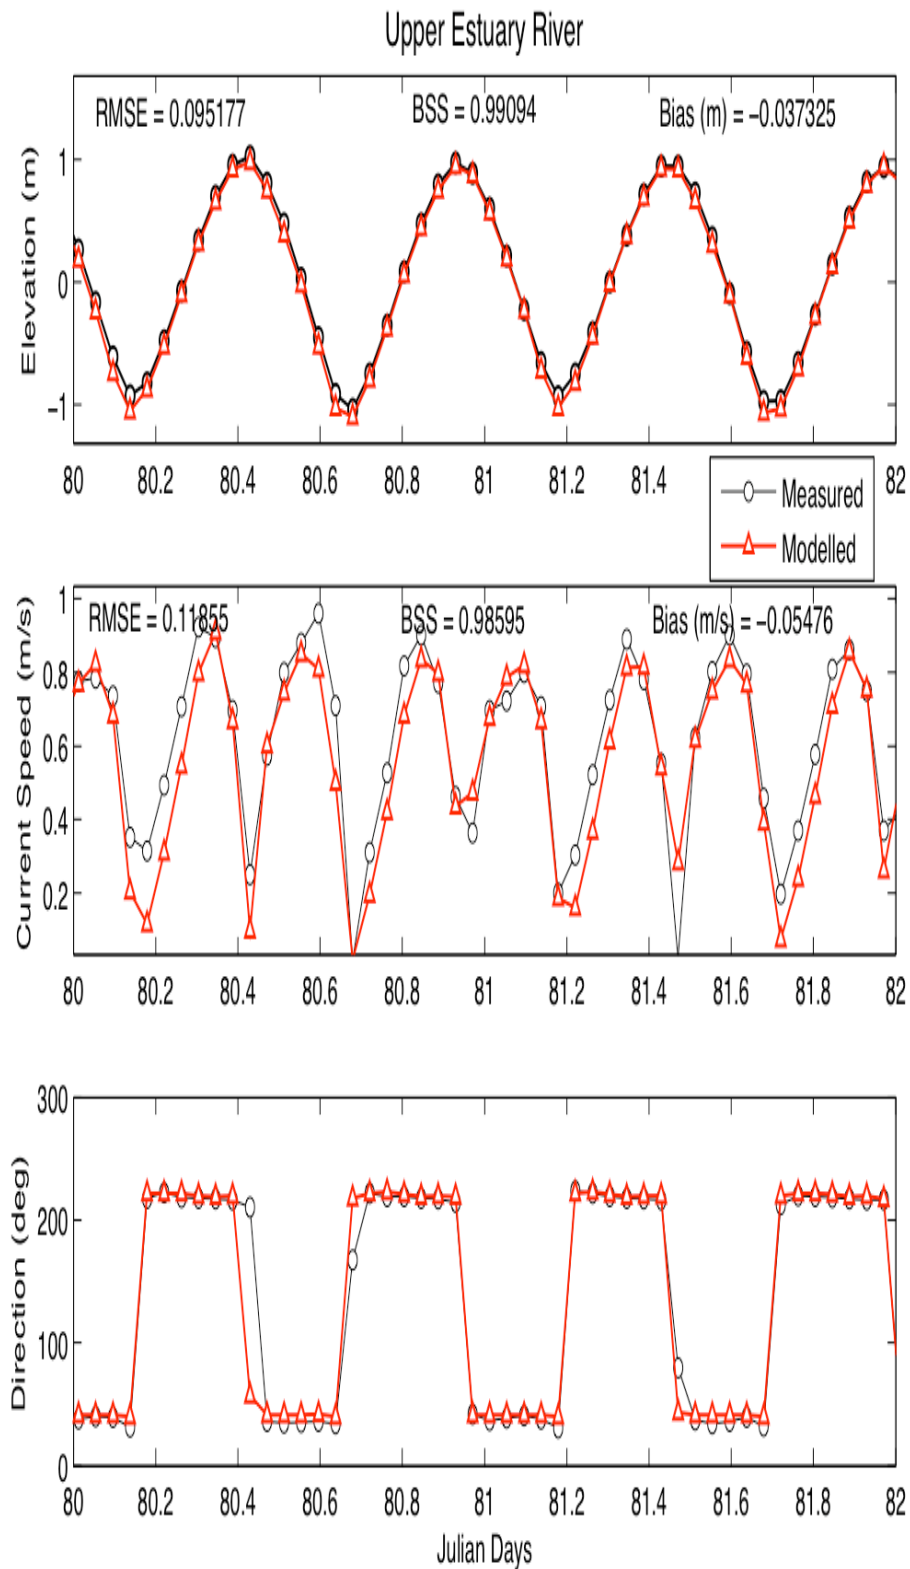 Upper Estuary River
RMSE = 0.095177 BSS = 0.99094 Bias (m) = −0.037325
Elevation (m)
1
0
-1
80 80.2 80.4 80.6 80.8 81 81.2 81.4 82
Measured
Modelled
RMSE = 0.11855 BSS = 0.98595 Bias (m/s) = −0.05476
Current Speed (m/s)
1
0.8
0.6
0.4
0.2
80 80.2 80.4 80.6 80.8 81 81.2 81.4 81.6 81.8 82
Direction (deg)
300
200
100
0
80 80.2 80.4 80.6 80.8 81 81.2 81.4 81.6 81.8 82
Julian Days